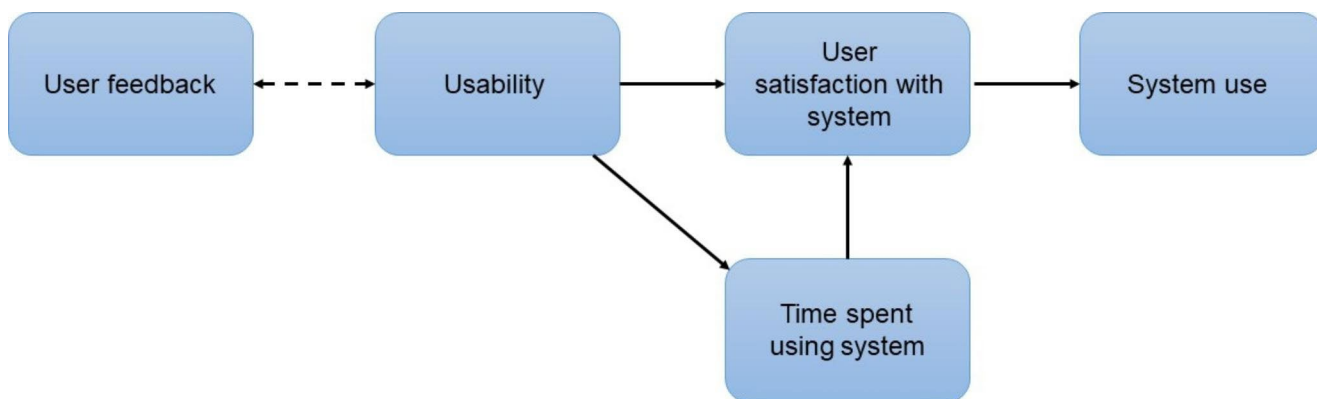 User feedback
Usability
User
satisfaction with
system
System use
Time spent
using system